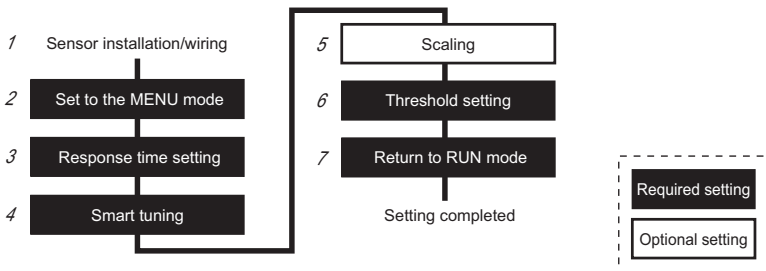 1 Sensor installation/wiring
2 Set to the MENU mode
3 Response time setting
4 Smart tuning
5 Scaling
6 Threshold setting
7 Return to RUN mode
Setting completed
Required setting
Optional setting